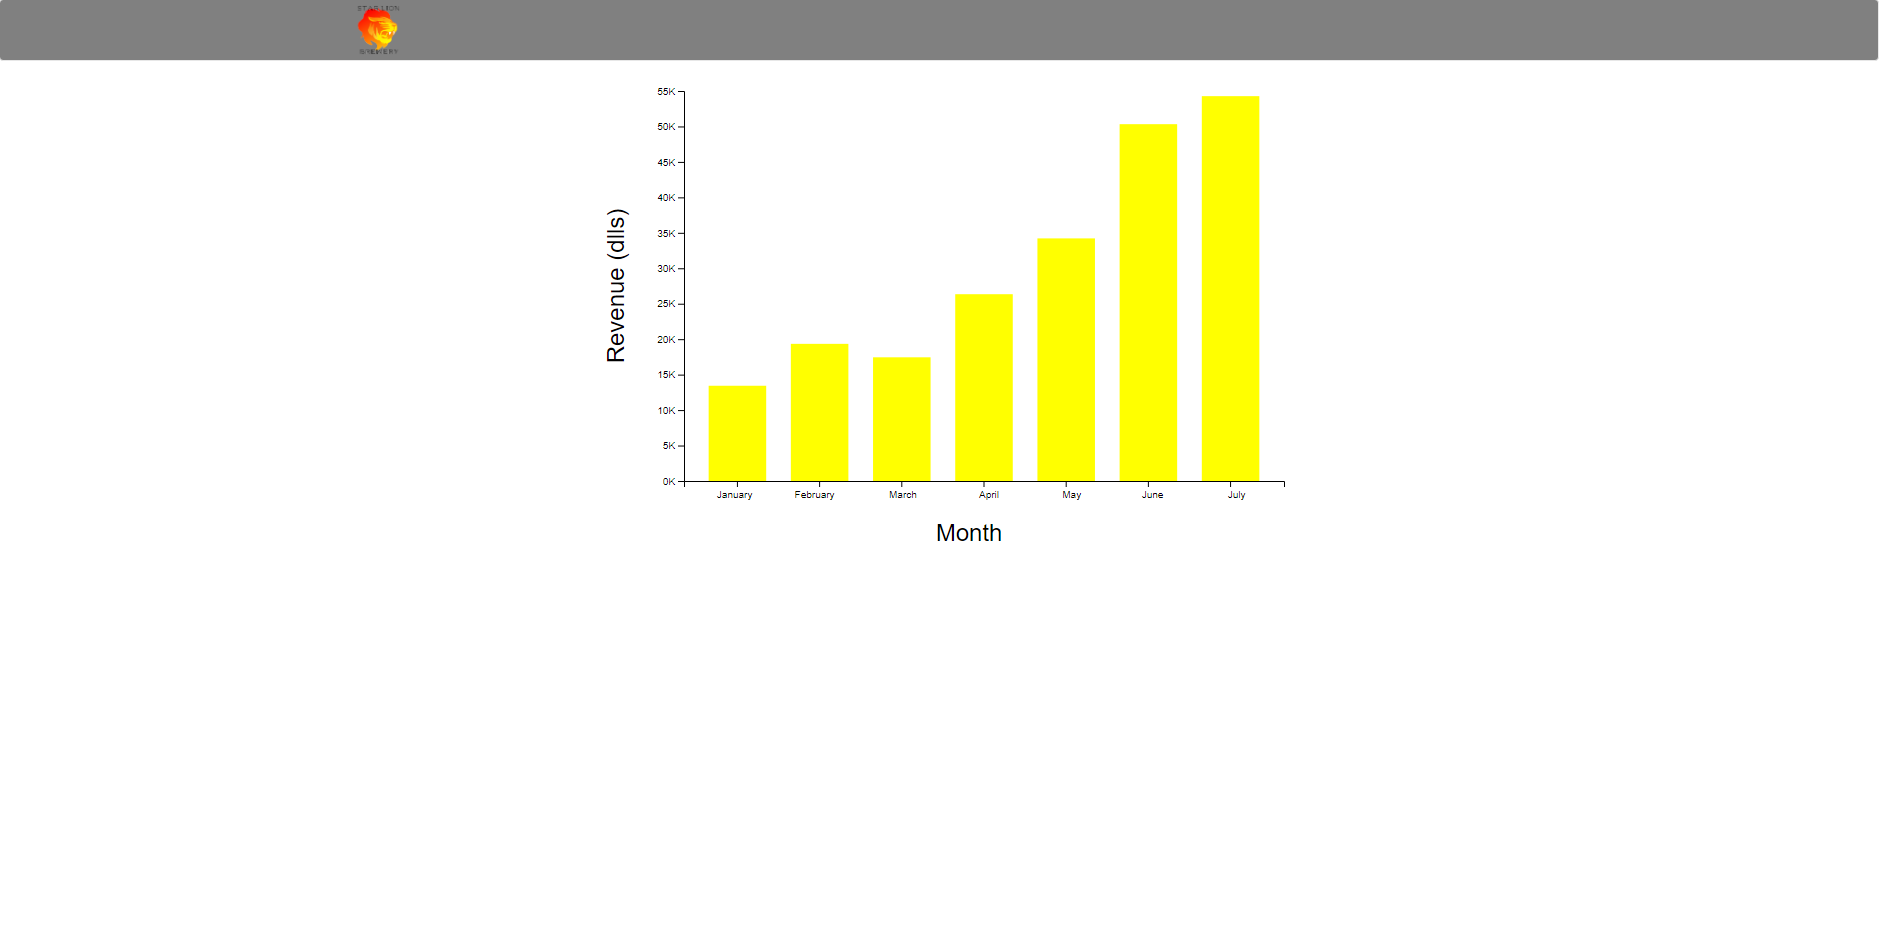 55K
50K
45K
40K
35K
30K
25K
20K
15K
10K
5K
0K
Revenue (dlls)
January February March April May June July
Month